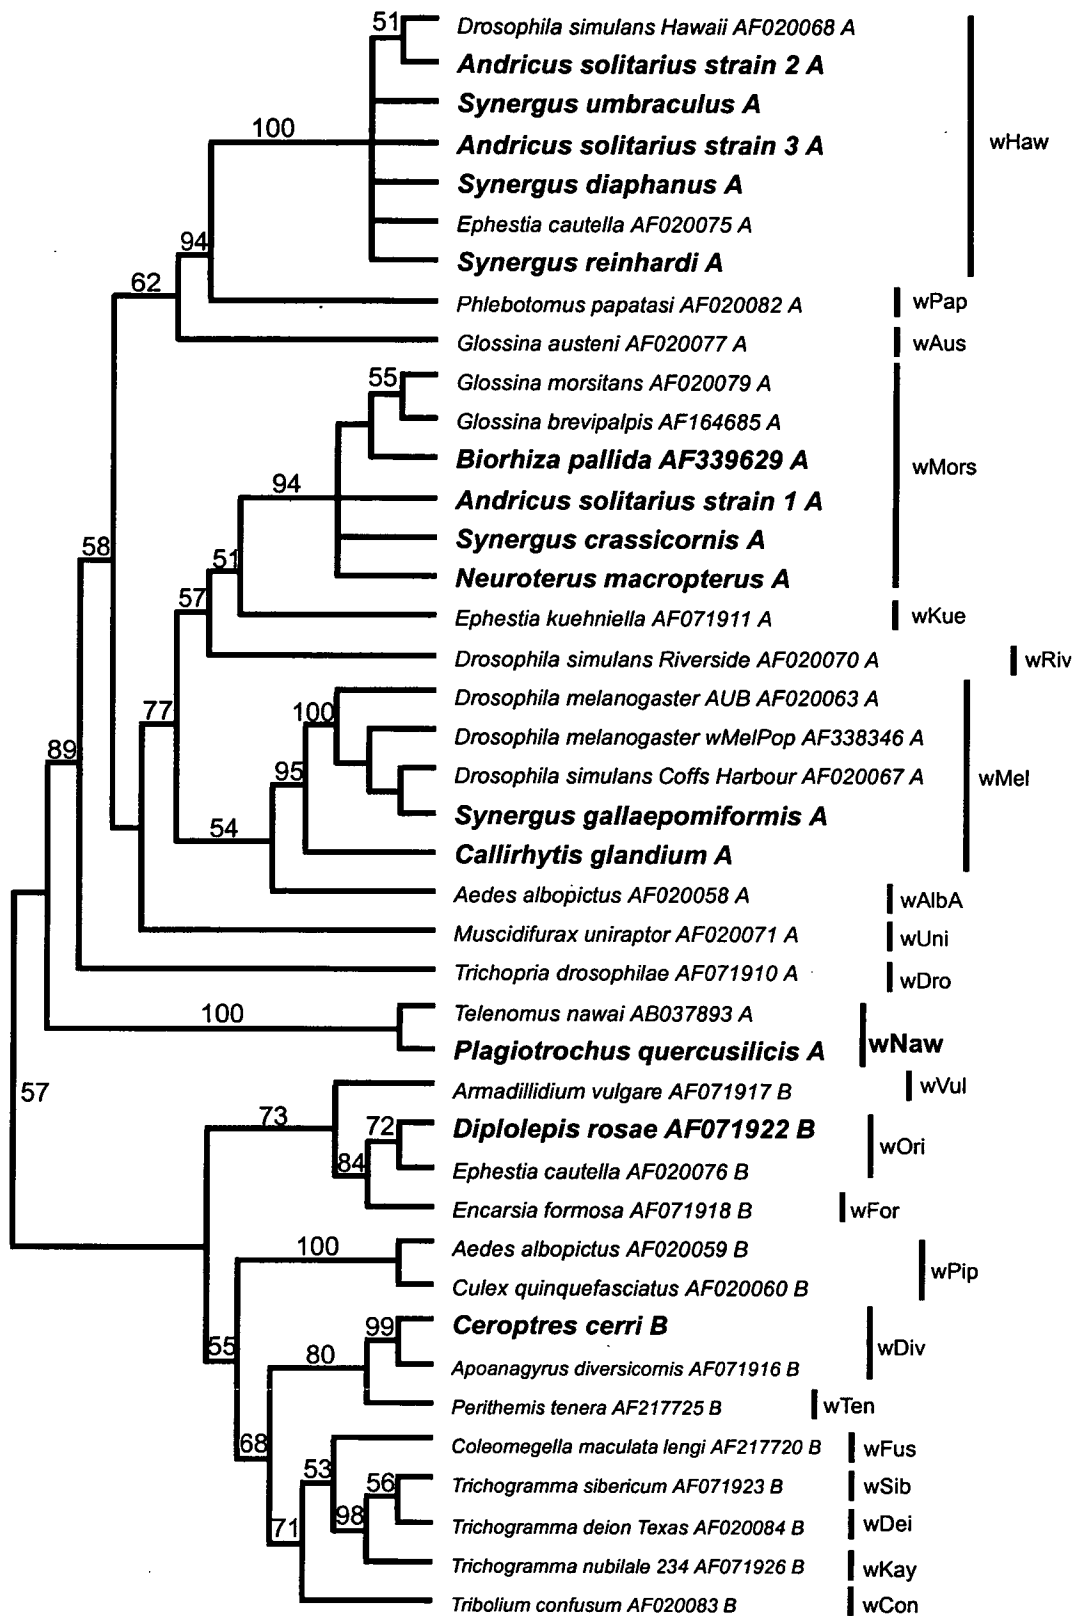 51
Drosophila simulans Hawaii AF020068 A
Andricus solitarius strain 2 A
Synergus umbraculus A
100
Andricus solitarius strain 3 A
wHaw
Synergus diaphanus A
Ephestia cautella AF020075 A
94
Synergus reinhardi A
62
Phlebotomus papatasi AF020082 A
wPap
Glossina austeni AF020077 A
wAus
55
Glossina morsitans AF020079 A
Glossina brevipalpis AF164685 A
Biorhiza pallida AF339629 A
wMors
94
Andricus solitarius strain 1 A
Synergus crassicornis A
58
51
Neuroterus macropterus A
57
Ephestia kuehniella AF071911 A
wKue
Drosophila simulans Riverside AF020070 A
wRiv
77
100
Drosophila melanogaster AUB AF020063 A
89
Drosophila melanogaster wMelPop AF338346 A
95
Drosophila simulans Coffs Harbour AF020067 A
wMel
Synergus gallaepomiformis A
54
Callirhytis glandium A
Aedes albopictus AF020058 A
wAlbA
Muscidifurax uniraptor AF020071 A
wUni
Trichopria drosophilae AF071910 A
wDro
100
Telenomus nawai AB037893 A
Plagiotrochus quercusilicis A
wNaw
57
Armadillidium vulgare AF071917 B
wVul
73
72
Diplolepis rosae AF071922 B
wOri
84
Ephestia cautella AF020076 B
Encarsia formosa AF071918 B
wFor
100
Aedes albopictus AF020059 B
wPip
Culex quinquefasciatus AF020060 B
99
Ceroptres cerri B
wDiv
55
80
Apoanagyrus diversicornis AF071916 B
Perithemis tenera AF217725 B
wTen
68
Coleomegella maculata lengi AF217720 B
wFus
53
56
Trichogramma sibericum AF071923 B
wSib
98
71
Trichogramma deion Texas AF020084 B
wDei
Trichogramma nubilale 234 AF071926 B
wKay
Tribolium confusum AF020083 B
wCon